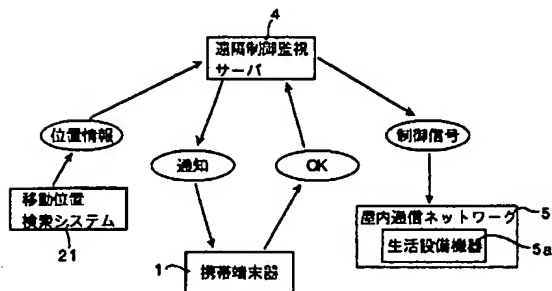 4
遠隔制御監視
サーバ
位置情報
通知
OK
制御信号
移動位置
検索システム
21
1
携帯端末器
屋内通信ネットワーク
5
生活設備機器
5a